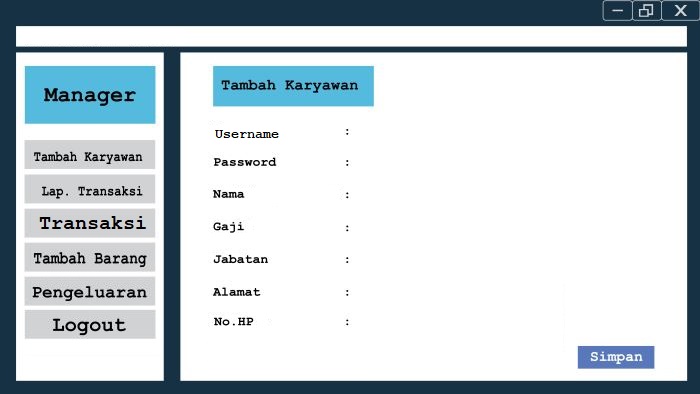 Manager
Tambah Karyawan
Lap. Transaksi
Transaksi
Tambah Barang
Pengeluaran
Logout
Tambah Karyawan
Username :
Password :
Nama :
Gaji :
Jabatan :
Alamat :
No.HP :
Simpan